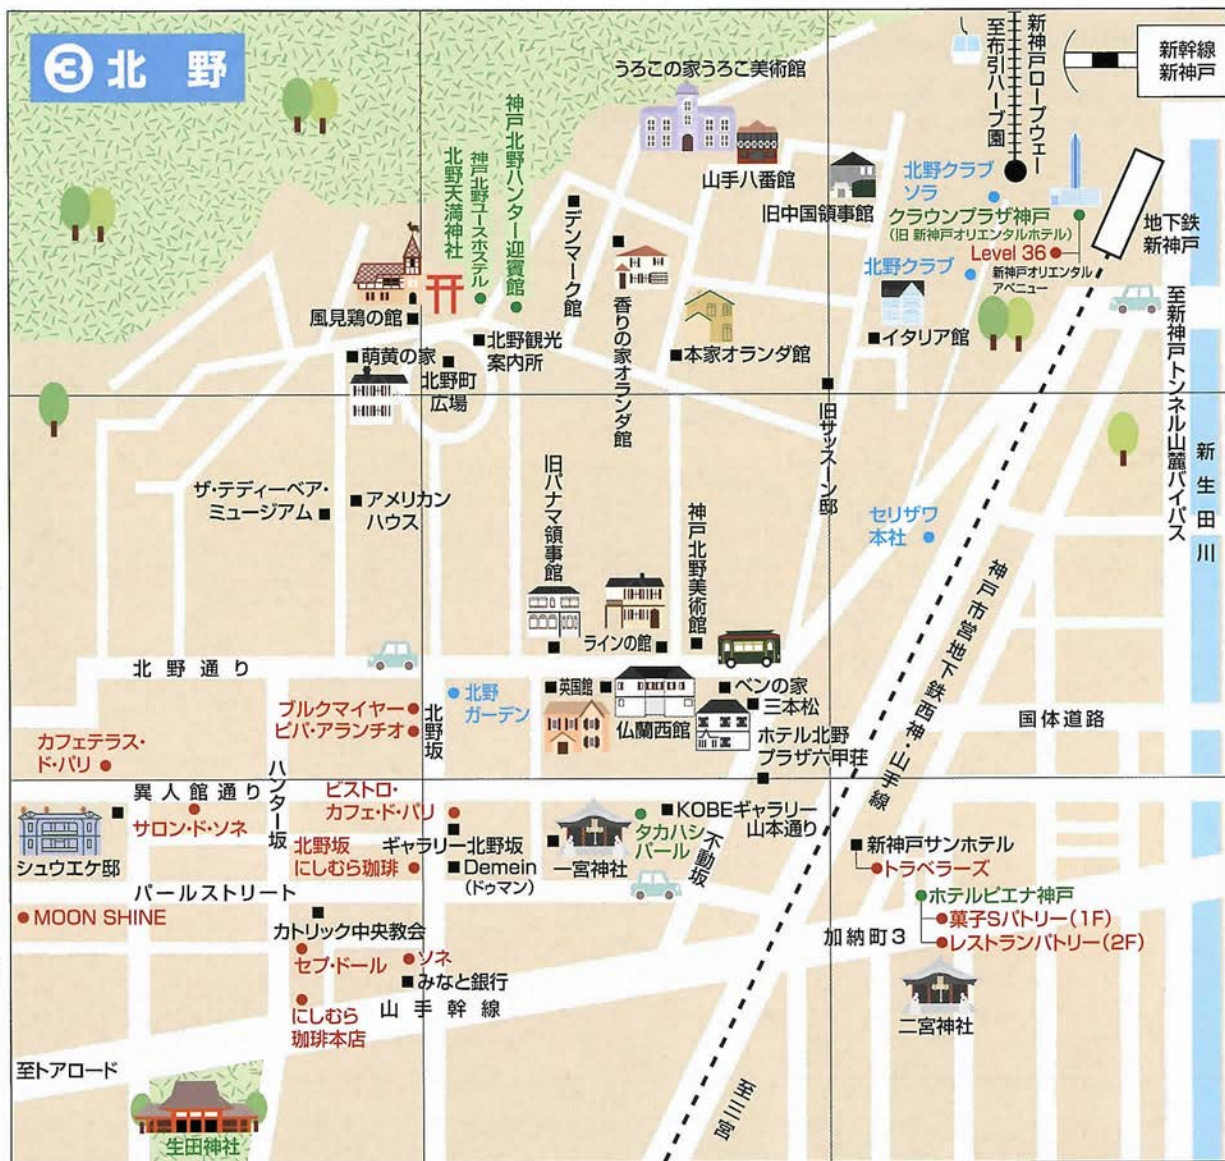 ③北野
うろこの家うろこ美術館
新神戸ロープウェー
至布引ハーブ園
新幹線
新神戸
神戸北野ハンター迎賓館
神戸北野ユースホステル
北野天満神社
デンマーク館
山手八番館
旧中国領事館
北野クラブ
ソラ
クラウンプラザ神戸
(旧 新神戸オリエンタルホテル)
Level 36
新神戸オリエンタル
アベニュー
地下鉄
新神戸
北野クラブ
風見鶏の館
香りの家オランダ館
北野観光
案内所
萌黄の家
北野町
広場
本家オランダ館
イタリア館
至新神戸トンネル山麓バイパス
新生田川
旧サッスーン邸
ザ・テディーベア・
ミュージアム
アメリカン
ハウス
旧パナマ領事館
神戸北野美術館
セリザワ
本社
神戸市営地下鉄西神・山手線
ラインの館
北野通り
北野
ガーデン
英国館
仏蘭西館
ベンの家
三本松
国体道路
ブルクマイヤー
ビバ・アランチオ
北野坂
ホテル北野
プラザ六甲荘
カフェテラス・
ド・パリ
ハンター坂
異人館通り
ビストロ・
カフェ・ド・パリ
サロン・ド・ソネ
シュウエケ邸
北野坂
にしむら珈琲
ギャラリー北野坂
Demein
(ドゥマン)
一宮神社
タカハシ
パール
KOBEギャラリー
山本通り
不動坂
新神戸サンホテル
トラベラーズ
パールストリート
ホテルピエナ神戸
菓子Sパトリー(1F)
レストランパトリー(2F)
MOON SHINE
カトリック中央教会
セプ・ドール
ソネ
みなと銀行
加納町3
山手幹線
にしむら
珈琲本店
二宮神社
至トアロード
至三宮
生田神社